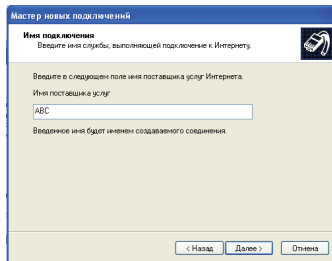 Мастер новых подключений
Имя подключения
Введите имя службы, выполняющей подключение к Интернету.
Введите в следующем поле имя поставщика услуг Интернета.
Имя поставщика услуг
ABC
Введенное имя будет именем создаваемого соединения.
< Назад Далее > Отмена